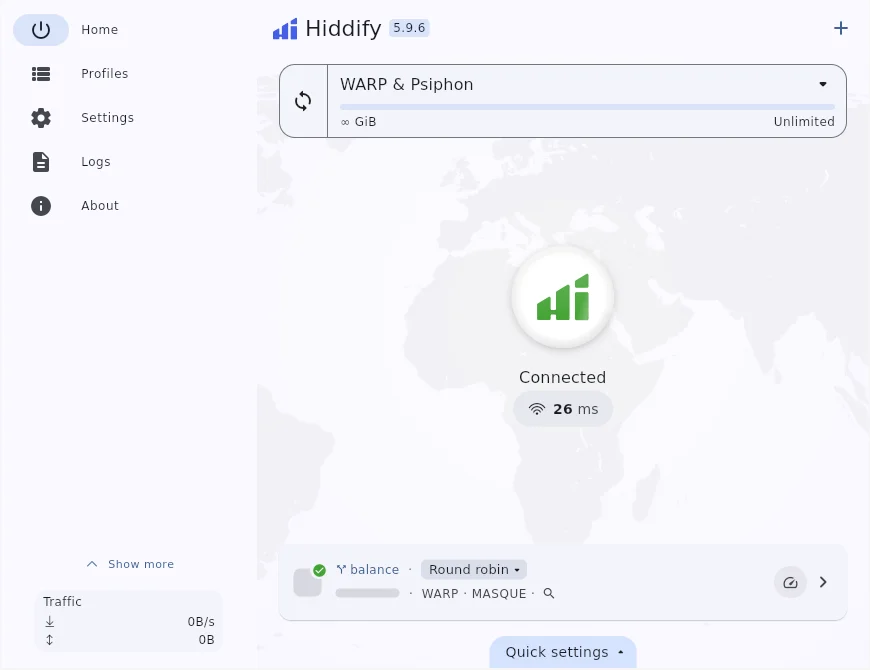 Home
Profiles
Settings
Logs
About
Show more
Traffic
0B/s
0B
Hiddify 5.9.6
WARP & Psiphon
∞ GiB Unlimited
Connected
26 ms
balance · Round robin
· WARP · MASQUE ·
Quick settings